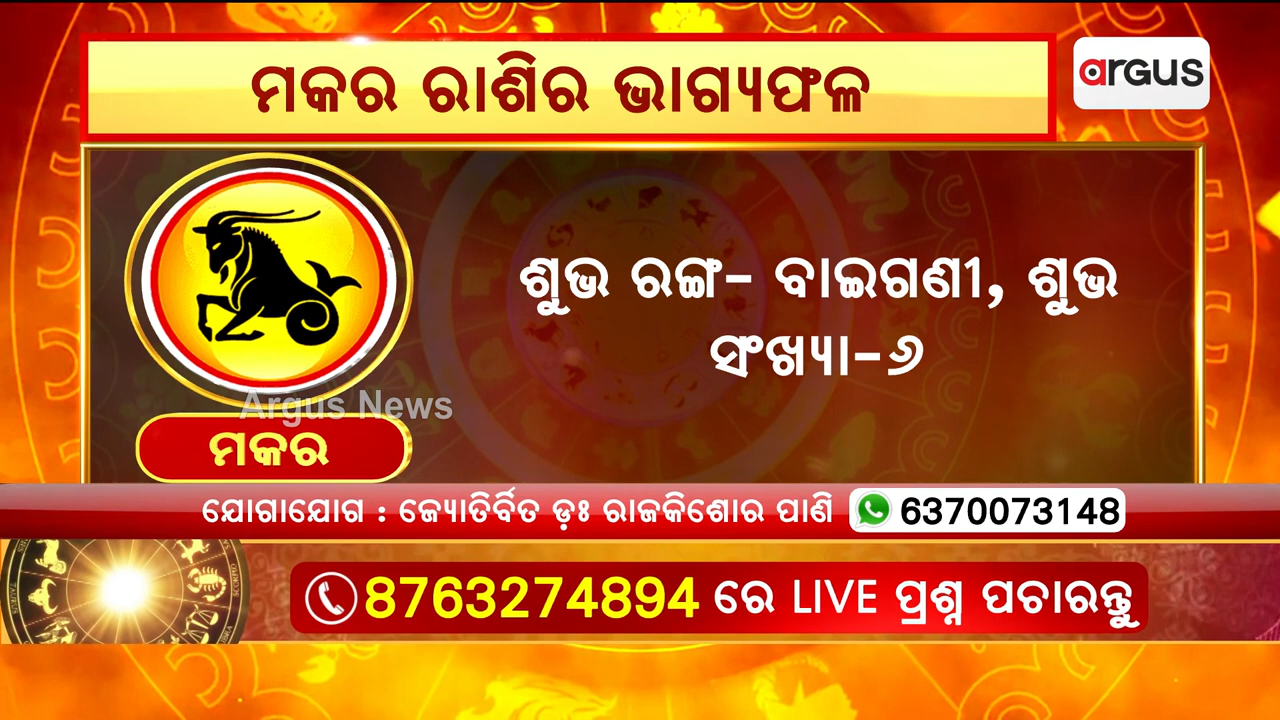 ମକର ରାଶିର ଭାଗ୍ୟଫଳ
argus
ଶୁଭ ରଙ୍ଗ- ବାଇଗଣୀ, ଶୁଭ
ସଂଖ୍ୟା-୬
Argus News
ମକର
ଯୋଗାଯୋଗ : ଜ୍ୟୋତିର୍ବିତ ଡ଼ଃ ରାଜକିଶୋର ପାଣି 6370073148
8763274894 ରେ LIVE ପ୍ରଶ୍ନ ପଚାରନ୍ତୁ